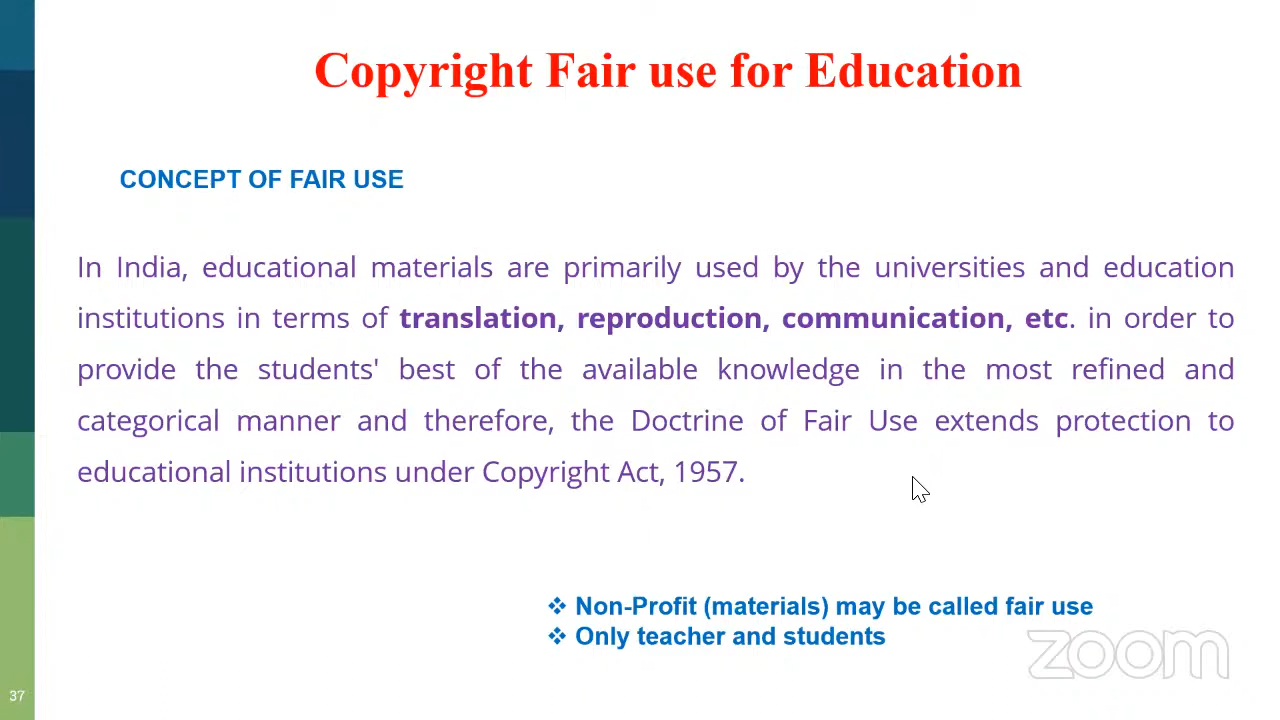 Copyright Fair use for Education
CONCEPT OF FAIR USE
In India, educational materials are primarily used by the universities and education
institutions in terms of translation, reproduction, communication, etc. in order to
provide the students' best of the available knowledge in the most refined and
categorical manner and therefore, the Doctrine of Fair Use extends protection to
educational institutions under Copyright Act, 1957.
❖ Non-Profit (materials) may be called fair use
❖ Only teacher and students
zoom
37